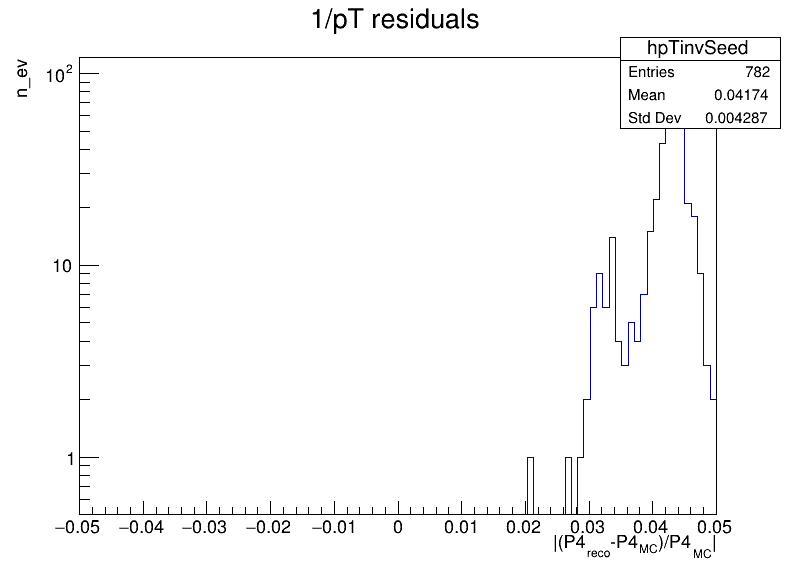 1/pT residuals
hpTinvSeed
Entries 782
Mean 0.04174
Std Dev 0.004287
n_ev
10²
10
1
−0.05 −0.04 −0.03 −0.02 −0.01 0 0.01 0.02 0.03 0.04 0.05
|(P4reco-P4MC)/P4MC|